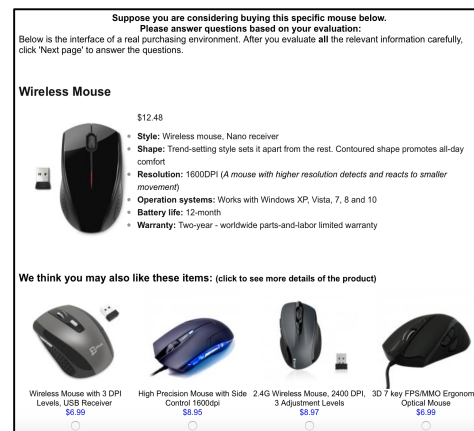 Suppose you are considering buying this specific mouse below.
Please answer questions based on your evaluation:
Below is the interface of a real purchasing environment. After you evaluate all the relevant information carefully,
click 'Next page' to answer the questions.
Wireless Mouse
$12.48
Style: Wireless mouse, Nano receiver
Shape: Trend-setting style sets it apart from the rest. Contoured shape promotes all-day
comfort
Resolution: 1600DPI (A mouse with higher resolution detects and reacts to smaller
movement)
Operation systems: Works with Windows XP, Vista, 7, 8 and 10
Battery life: 12-month
Warranty: Two-year - worldwide parts-and-labor limited warranty
We think you may also like these items: (click to see more details of the product)
Wireless Mouse with 3 DPI
Levels, USB Receiver
$6.99
High Precision Mouse with Side
Control 1600dpi
$8.95
2.4G Wireless Mouse, 2400 DPI,
3 Adjustment Levels
$8.97
3D 7 key FPS/MMO Ergonom
Optical Mouse
$6.99